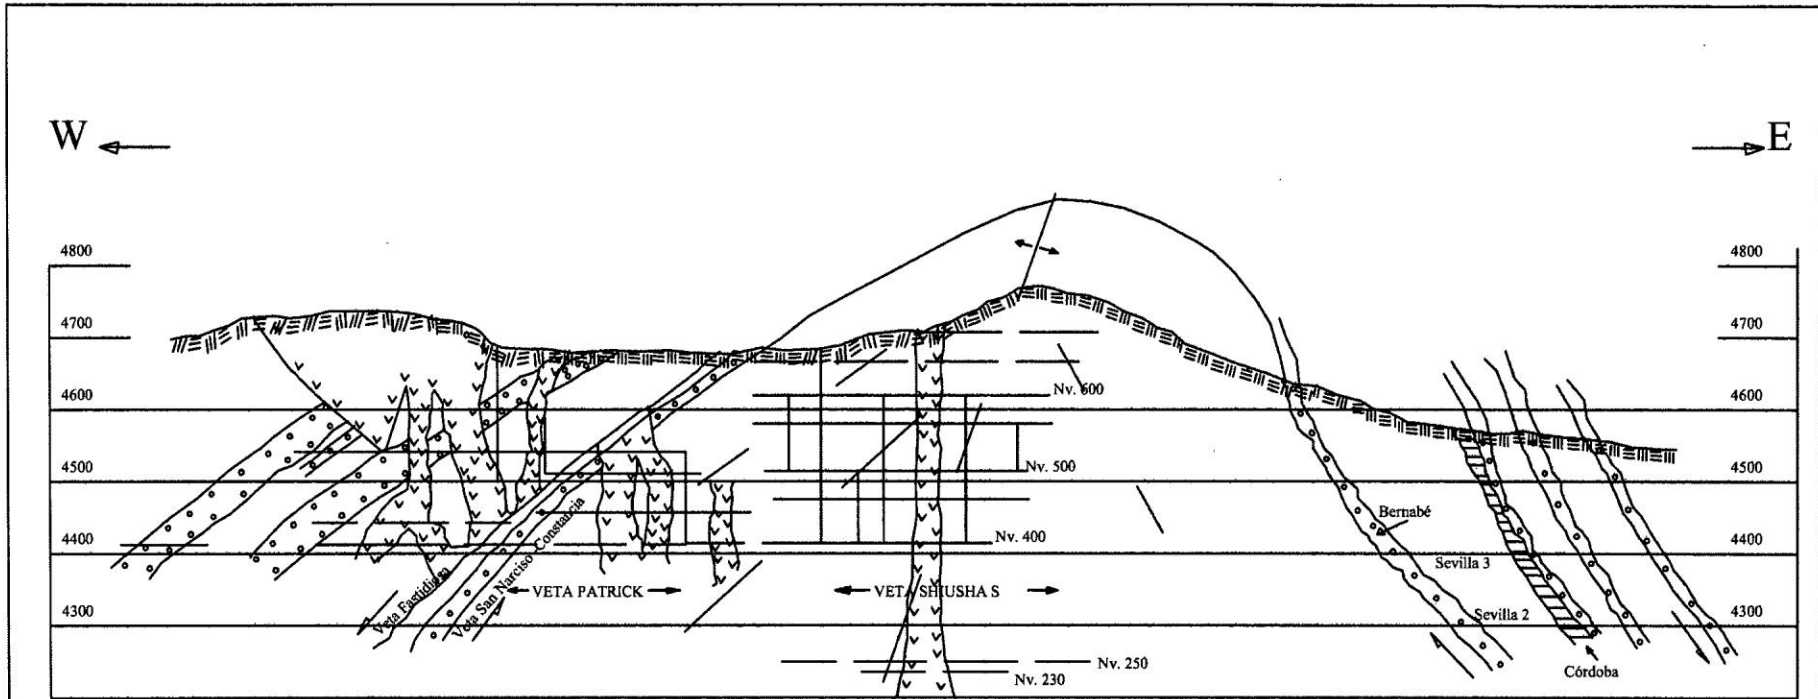 W
E
4800
4800
4700
4700
Nv. 600
4600
4600
Nv. 500
4500
4500
Bernabé
Nv. 400
4400
4400
Sevilla 3
VETA PATRICK
VETA SHIUSHA S
Veta Fastidiosa
Veta San Narciso-Constancia
4300
4300
Sevilla 2
Nv. 250
Córdoba
Nv. 230